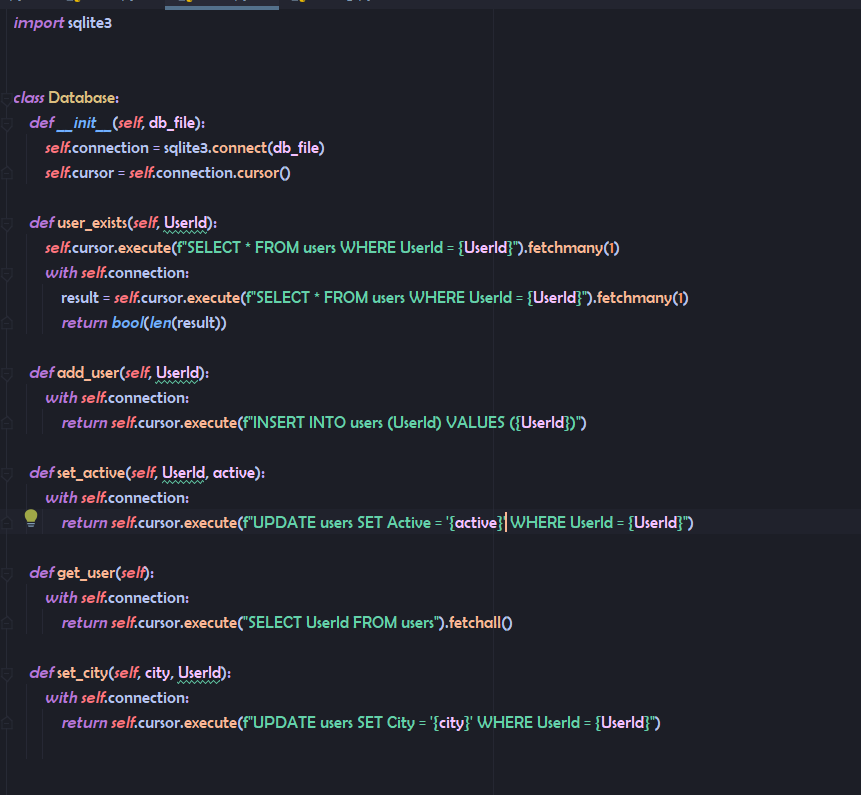 import sqlite3
class Database:
def __init__(self, db_file):
self.connection = sqlite3.connect(db_file)
self.cursor = self.connection.cursor()
def user_exists(self, UserId):
self.cursor.execute(f"SELECT * FROM users WHERE UserId = {UserId}").fetchmany(1)
with self.connection:
result = self.cursor.execute(f"SELECT * FROM users WHERE UserId = {UserId}").fetchmany(1)
return bool(len(result))
def add_user(self, UserId):
with self.connection:
return self.cursor.execute(f"INSERT INTO users (UserId) VALUES ({UserId})")
def set_active(self, UserId, active):
with self.connection:
return self.cursor.execute(f"UPDATE users SET Active = '{active}' WHERE UserId = {UserId}")
def get_user(self):
with self.connection:
return self.cursor.execute("SELECT UserId FROM users").fetchall()
def set_city(self, city, UserId):
with self.connection:
return self.cursor.execute(f"UPDATE users SET City = '{city}' WHERE UserId = {UserId}")